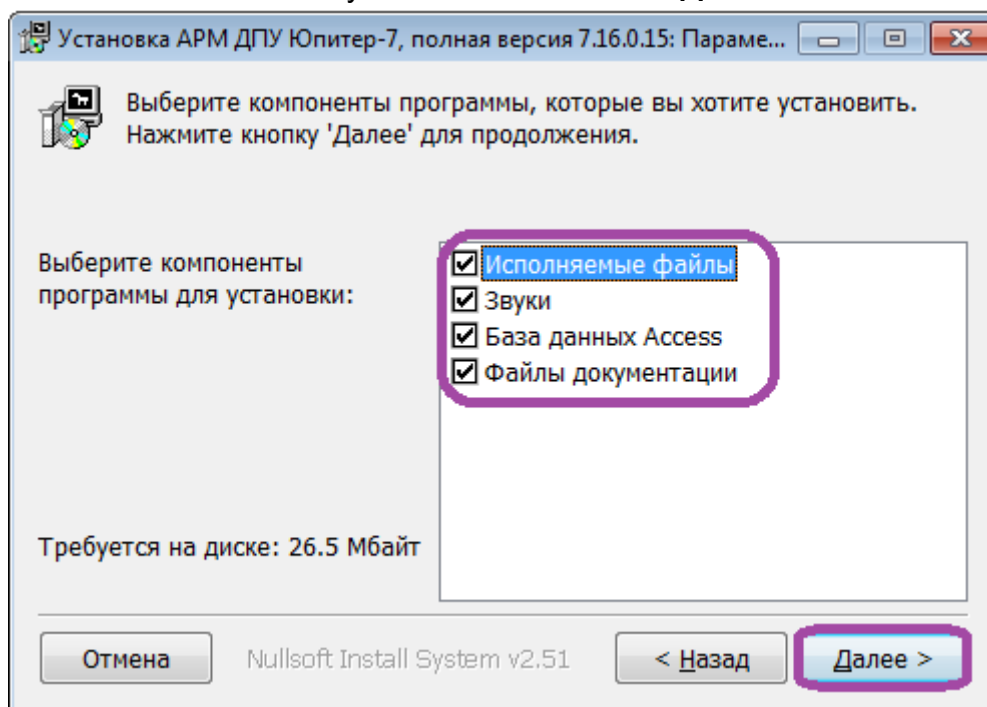 Установка АРМ ДПУ Юпитер-7, полная версия 7.16.0.15: Параме...
Выберите компоненты программы, которые вы хотите установить.
Нажмите кнопку 'Далее' для продолжения.
Выберите компоненты
программы для установки:
Исполняемые файлы
Звуки
База данных Access
Файлы документации
Требуется на диске: 26.5 Мбайт
Отмена
Nullsoft Install System v2.51
< Назад
Далее >